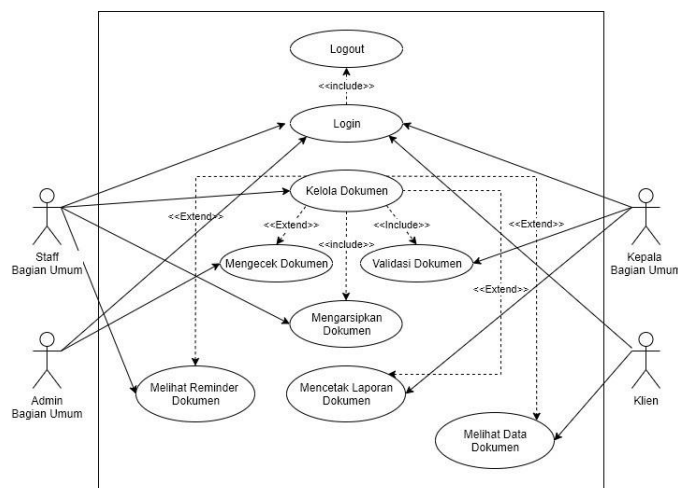 Logout
<<include>>
Login
Kelola Dokumen
<<Extend>>
<<Extend>>
<<Include>>
<<Extend>>
<<include>>
Staff
Bagian Umum
Mengecek Dokumen
Validasi Dokumen
Kepala
Bagian Umum
<<Extend>>
Mengarsipkan
Dokumen
Admin
Bagian Umum
Melihat Reminder
Dokumen
Mencetak Laporan
Dokumen
Klien
Melihat Data
Dokumen